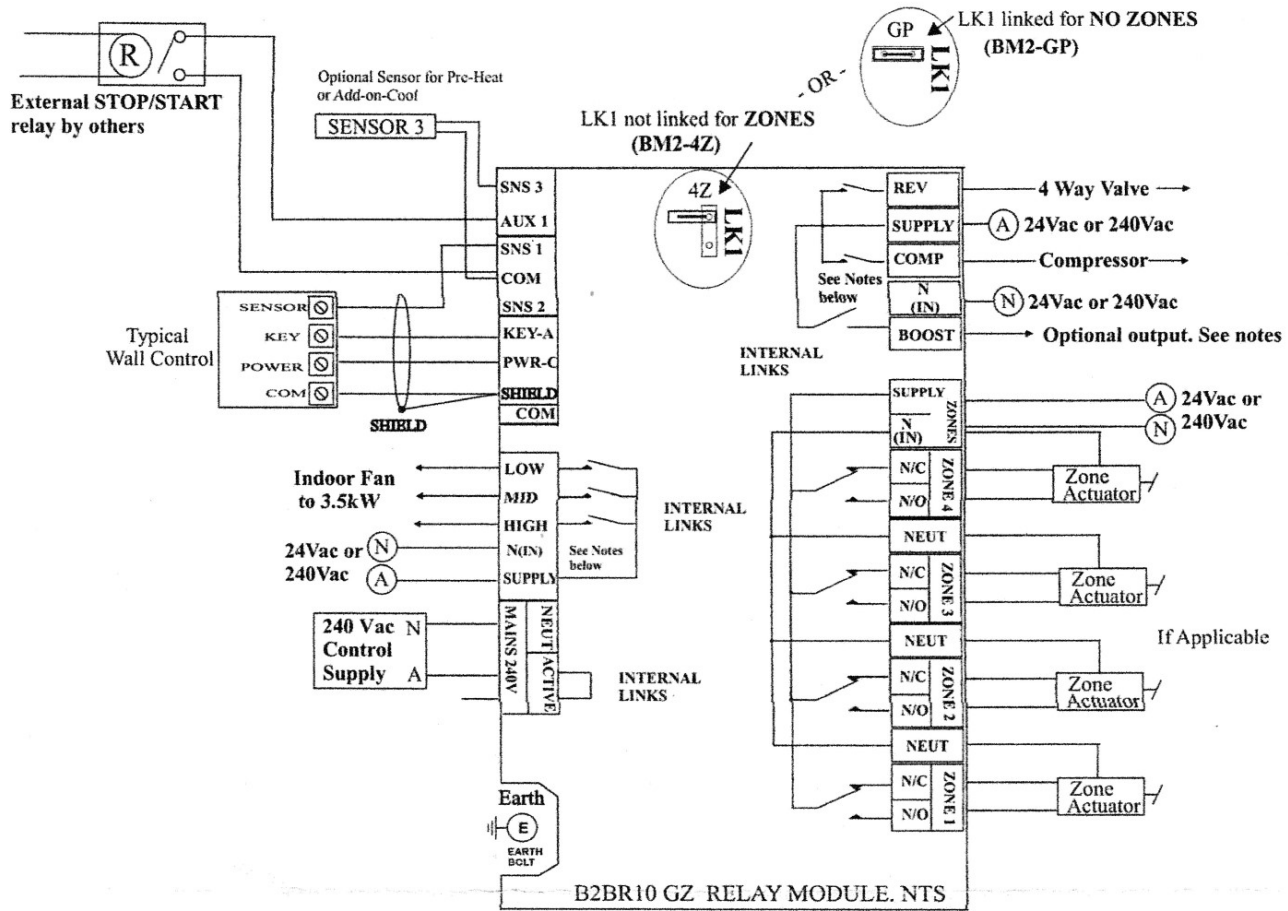 R
External STOP/START
relay by others
Optional Sensor for Pre-Heat
or Add-on-Cool
SENSOR 3
LK1 linked for NO ZONES
(BM2-GP)
GP
LK1
- OR -
LK1 not linked for ZONES
(BM2-4Z)
4Z
LK1
SNS 3
AUX 1
SNS 1
COM
SNS 2
KEY-A
PWR-C
SHIELD
COM
Typical
Wall Control
SENSOR
KEY
POWER
COM
SHIELD
Indoor Fan
to 3.5kW
LOW
MID
HIGH
N(IN)
SUPPLY
24Vac or
240Vac
N
A
INTERNAL
LINKS
See Notes
below
240 Vac
Control
Supply
N
A
MAINS 240V
NEUT
ACTIVE
INTERNAL
LINKS
Earth
E
EARTH
BOLT
REV
4 Way Valve
SUPPLY
A
24Vac or 240Vac
COMP
Compressor
See Notes
below
N
(IN)
N
24Vac or 240Vac
BOOST
Optional output. See notes
INTERNAL
LINKS
SUPPLY
N
(IN)
ZONES
A
24Vac or
N
240Vac
N/C
N/O
ZONE 4
Zone
Actuator
NEUT
N/C
N/O
ZONE 3
Zone
Actuator
NEUT
If Applicable
N/C
N/O
ZONE 2
Zone
Actuator
NEUT
N/C
N/O
ZONE 1
Zone
Actuator
B2BR10 GZ RELAY MODULE. NTS